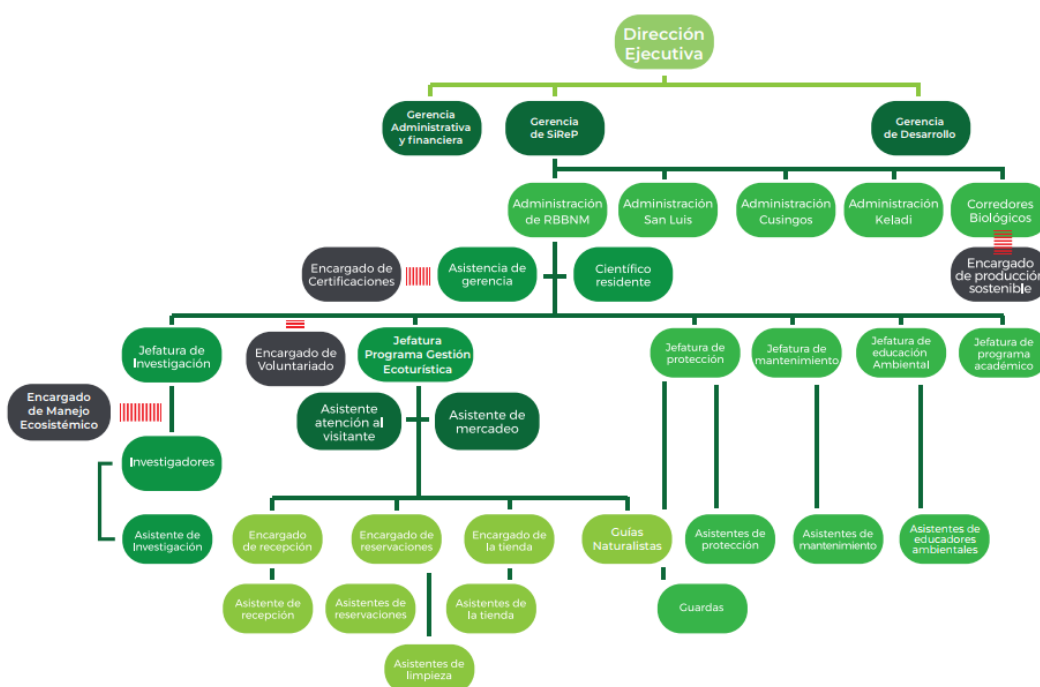 Dirección
Ejecutiva
Gerencia
Administrativa
y financiera
Gerencia
de SiReP
Gerencia
de Desarrollo
Administración
de RBBNM
Administración
San Luis
Administración
Cusingos
Administración
Keladi
Corredores
Biológicos
Encargado de
Certificaciones
Asistencia de
gerencia
Científico
residente
Encargado
de producción
sostenible
Jefatura de
Investigación
Encargado de
Voluntariado
Jefatura
Programa Gestión
Ecoturística
Jefatura de
protección
Jefatura de
mantenimiento
Jefatura de
educación
Ambiental
Jefatura de
programa
académico
Encargado
de Manejo
Ecosistémico
Asistente
atención al
visitante
Asistente de
mercadeo
Investigadores
Asistente de
Investigación
Encargado
de recepción
Encargado de
reservaciones
Encargado de
la tienda
Guías
Naturalistas
Asistentes de
protección
Asistentes de
mantenimiento
Asistentes de
educadores
ambientales
Asistente de
recepción
Asistentes de
reservaciones
Asistentes de
la tienda
Guardas
Asistentes de
limpieza